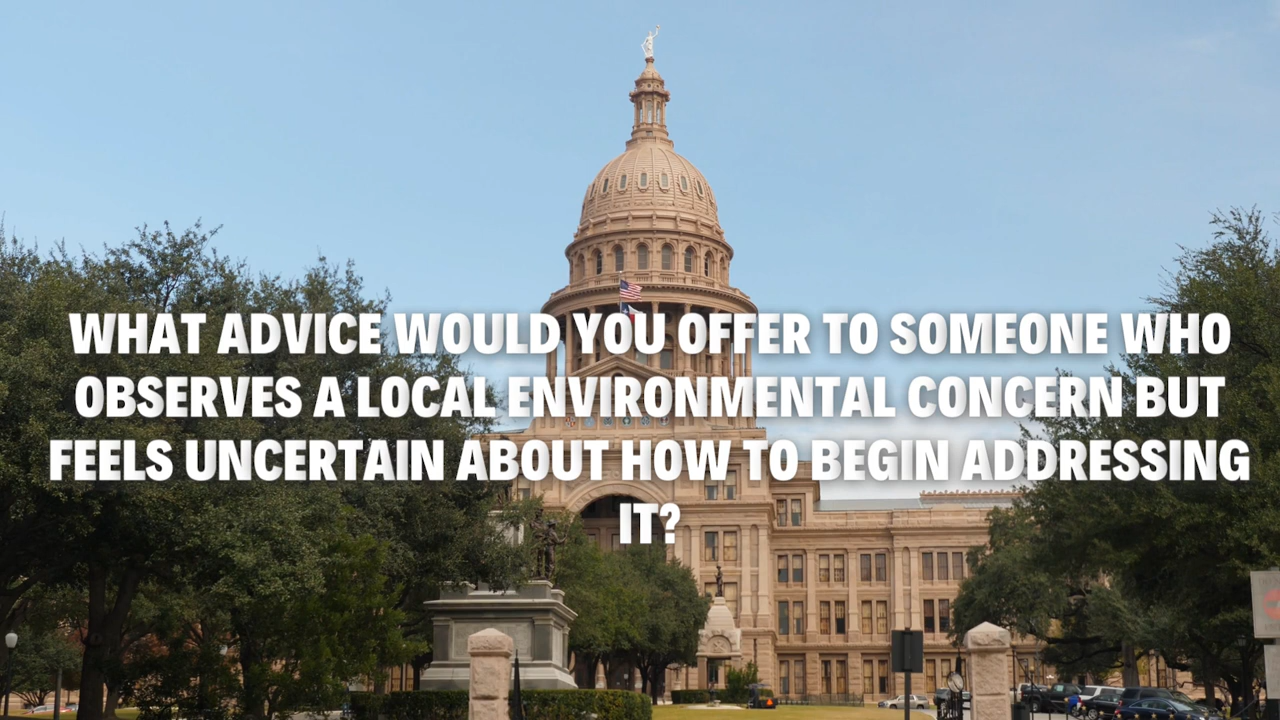 WHAT ADVICE WOULD YOU OFFER TO SOMEONE WHO
OBSERVES A LOCAL ENVIRONMENTAL CONCERN BUT
FEELS UNCERTAIN ABOUT HOW TO BEGIN ADDRESSING
IT?